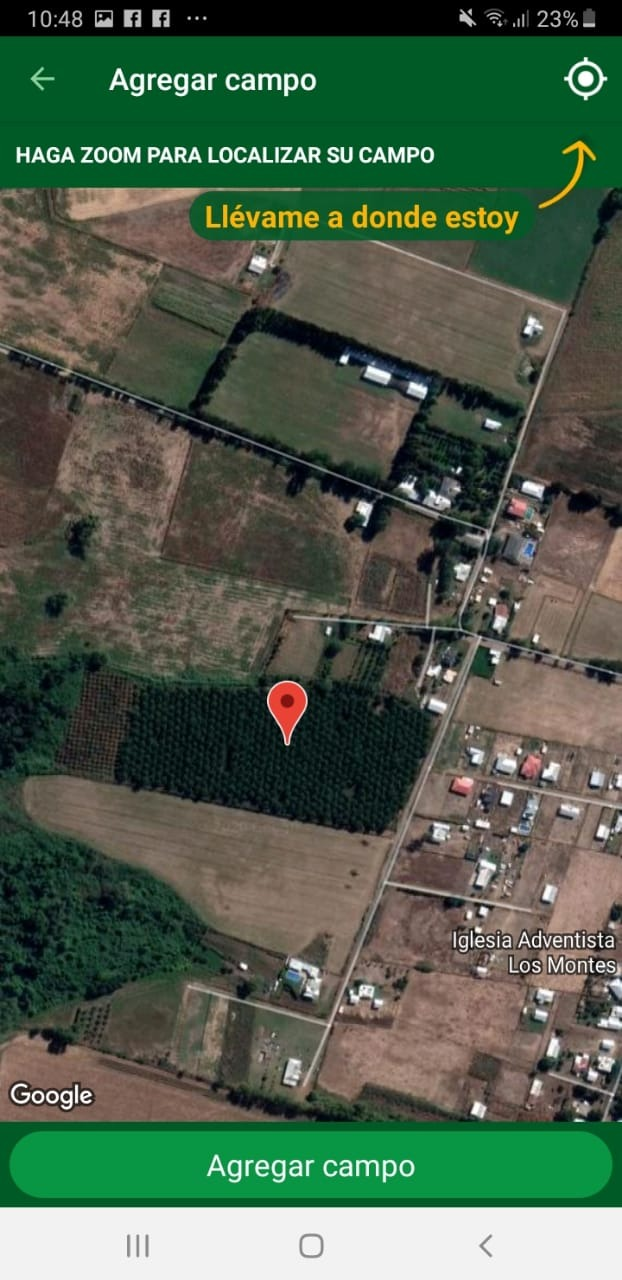 10:48
23%
Agregar campo
HAGA ZOOM PARA LOCALIZAR SU CAMPO
Llévame a donde estoy
Iglesia Adventista
Los Montes
Google
Agregar campo